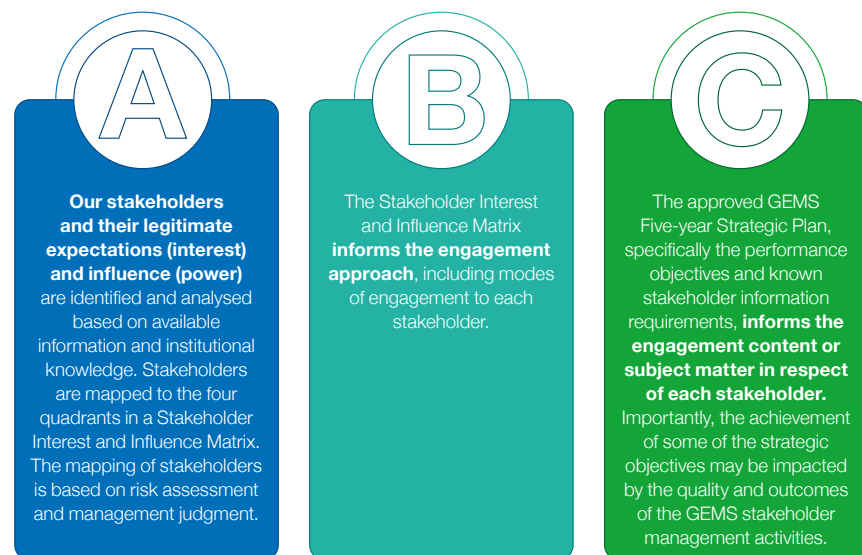 A
Our stakeholders
and their legitimate
expectations (interest)
and influence (power)
are identified and analysed
based on available
information and institutional
knowledge. Stakeholders
are mapped to the four
quadrants in a Stakeholder
Interest and Influence Matrix.
The mapping of stakeholders
is based on risk assessment
and management judgment.
B
The Stakeholder Interest
and Influence Matrix
informs the engagement
approach, including modes
of engagement to each
stakeholder.
C
The approved GEMS
Five-year Strategic Plan,
specifically the performance
objectives and known
stakeholder information
requirements, informs the
engagement content or
subject matter in respect
of each stakeholder.
Importantly, the achievement
of some of the strategic
objectives may be impacted
by the quality and outcomes
of the GEMS stakeholder
management activities.